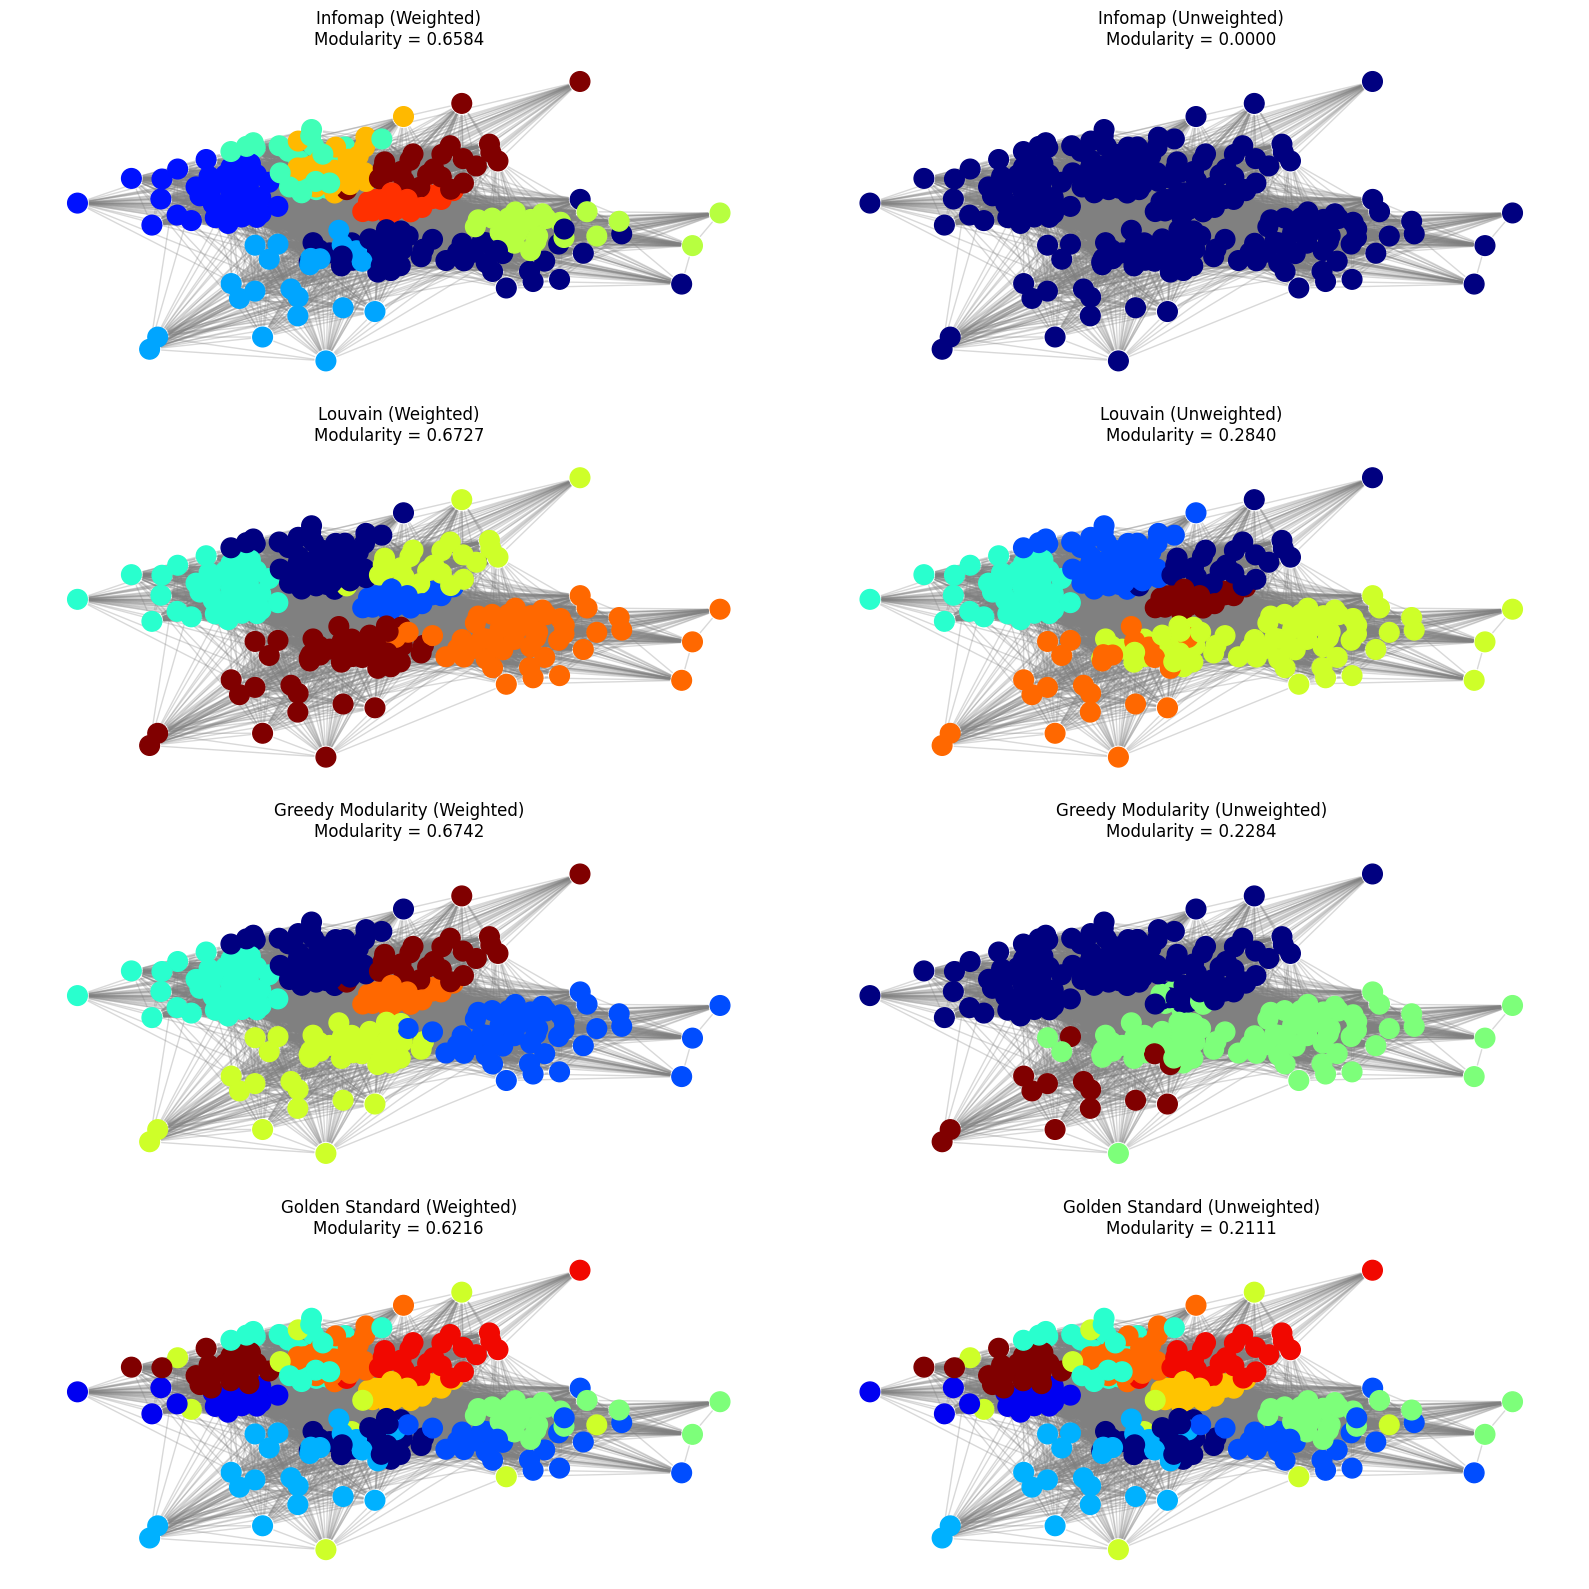 Infomap (Weighted)
Modularity = 0.6584
Infomap (Unweighted)
Modularity = 0.0000
Louvain (Weighted)
Modularity = 0.6727
Louvain (Unweighted)
Modularity = 0.2840
Greedy Modularity (Weighted)
Modularity = 0.6742
Greedy Modularity (Unweighted)
Modularity = 0.2284
Golden Standard (Weighted)
Modularity = 0.6216
Golden Standard (Unweighted)
Modularity = 0.2111